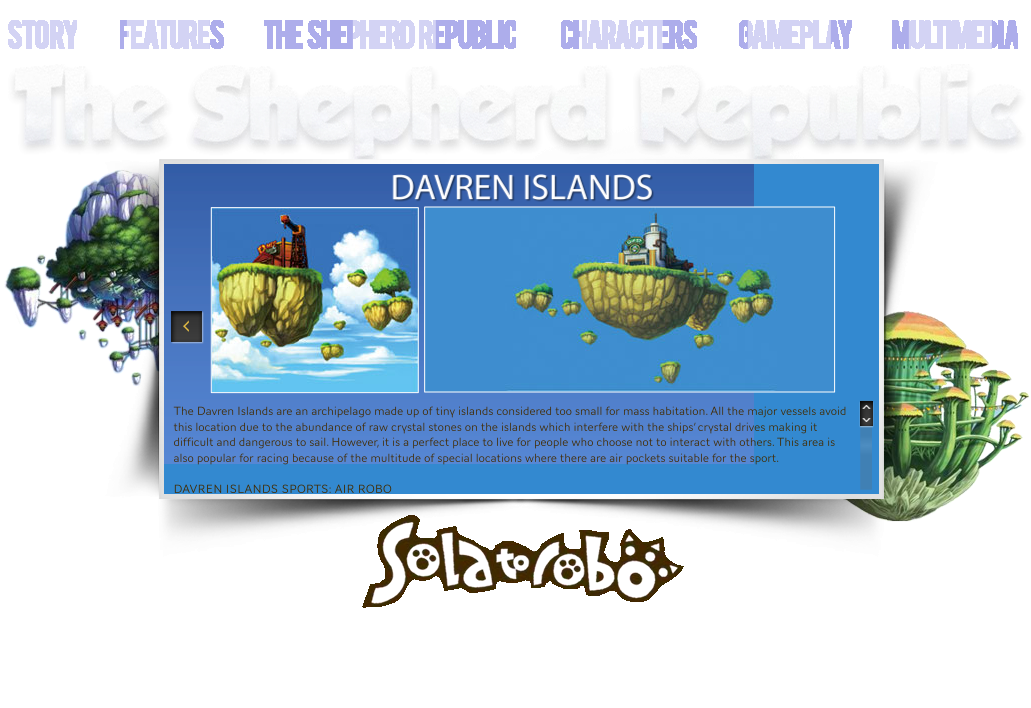 STORY FEATURES THE SHEPHERD REPUBLIC CHARACTERS GAMEPLAY MULTIMEDIA
The Shepherd Republic
DAVREN ISLANDS
The Davren Islands are an archipelago made up of tiny islands considered too small for mass habitation. All the major vessels avoid
this location due to the abundance of raw crystal stones on the islands which interfere with the ships' crystal drives making it
difficult and dangerous to sail. However, it is a perfect place to live for people who choose not to interact with others. This area is
also popular for racing because of the multitude of special locations where there are air pockets suitable for the sport.
DAVREN ISLANDS SPORTS: AIR ROBO
Solatorobo